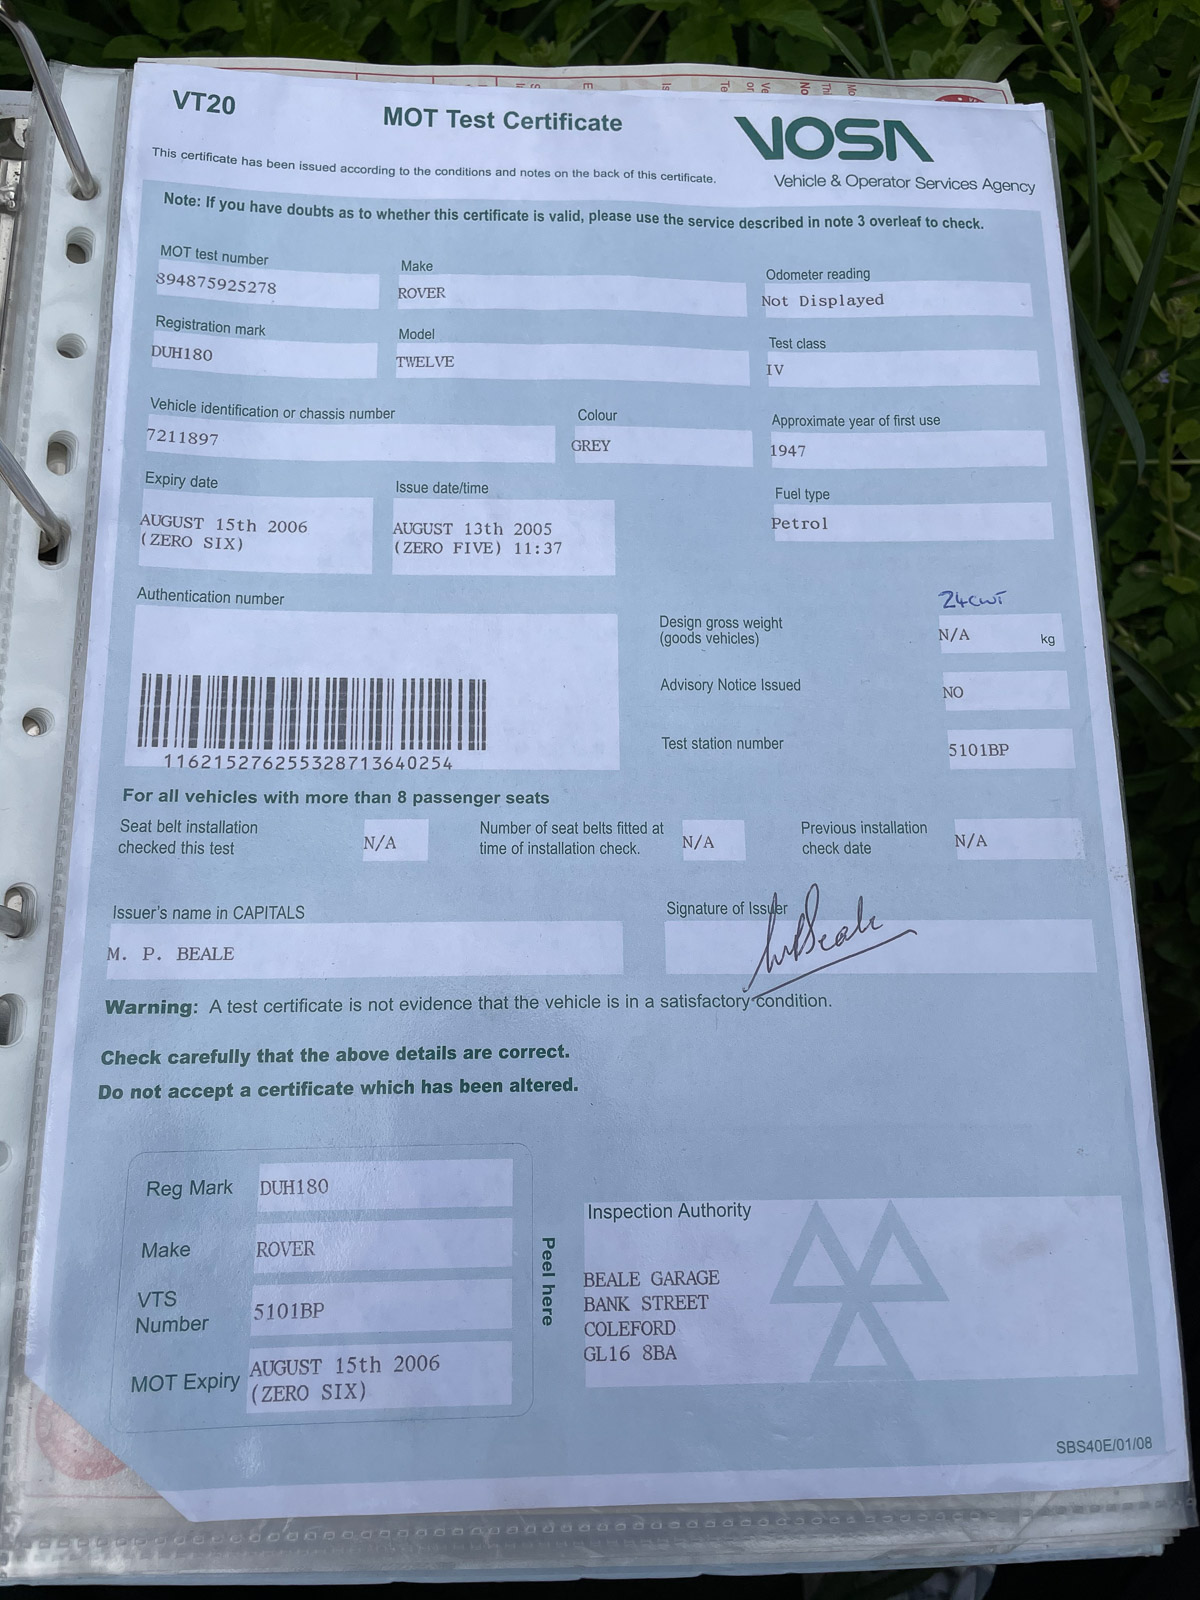 VT20
MOT Test Certificate
VOSA
Vehicle & Operator Services Agency
This certificate has been issued according to the conditions and notes on the back of this certificate.
Note: If you have doubts as to whether this certificate is valid, please use the service described in note 3 overleaf to check.
MOT test number
894875925278
Make
ROVER
Odometer reading
Not Displayed
Registration mark
DUH180
Model
TWELVE
Test class
IV
Vehicle identification or chassis number
7211897
Colour
GREY
Approximate year of first use
1947
Expiry date
AUGUST 15th 2006
(ZERO SIX)
Issue date/time
AUGUST 13th 2005
(ZERO FIVE) 11:37
Fuel type
Petrol
Authentication number
116215276255328713640254
24cwt
Design gross weight
(goods vehicles)
N/A kg
Advisory Notice Issued
NO
Test station number
5101BP
For all vehicles with more than 8 passenger seats
Seat belt installation
checked this test
N/A
Number of seat belts fitted at
time of installation check.
N/A
Previous installation
check date
N/A
Issuer's name in CAPITALS
M. P. BEALE
Signature of Issuer
MPBeale
Warning: A test certificate is not evidence that the vehicle is in a satisfactory condition.
Check carefully that the above details are correct.
Do not accept a certificate which has been altered.
Reg Mark DUH180
Make ROVER
VTS
Number
5101BP
MOT Expiry
AUGUST 15th 2006
(ZERO SIX)
Peel here
Inspection Authority
BEALE GARAGE
BANK STREET
COLEFORD
GL16 8BA
SBS40E/01/08